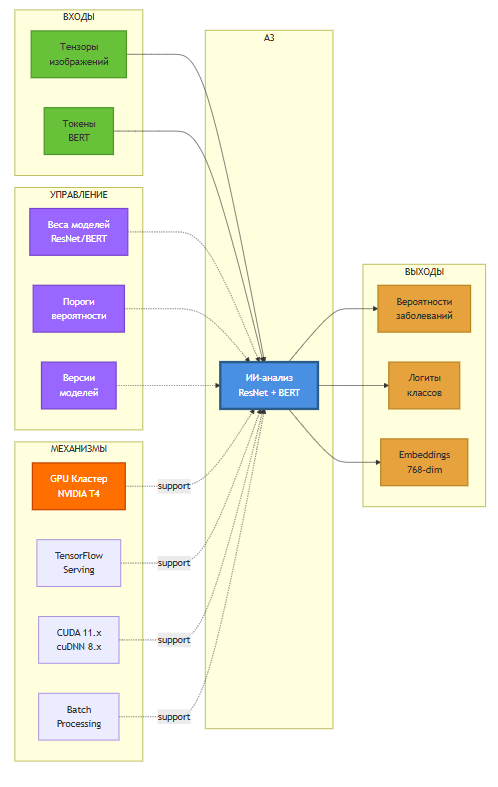 ВХОДЫ
Тензоры
изображений
Токены
BERT
УПРАВЛЕНИЕ
Веса моделей
ResNet/BERT
Пороги
вероятности
Версии
моделей
МЕХАНИЗМЫ
GPU Кластер
NVIDIA T4
support
TensorFlow
Serving
support
CUDA 11.x
cuDNN 8.x
support
Batch
Processing
support
A3
ИИ-анализ
ResNet + BERT
ВЫХОДЫ
Вероятности
заболеваний
Логиты
классов
Embeddings
768-dim